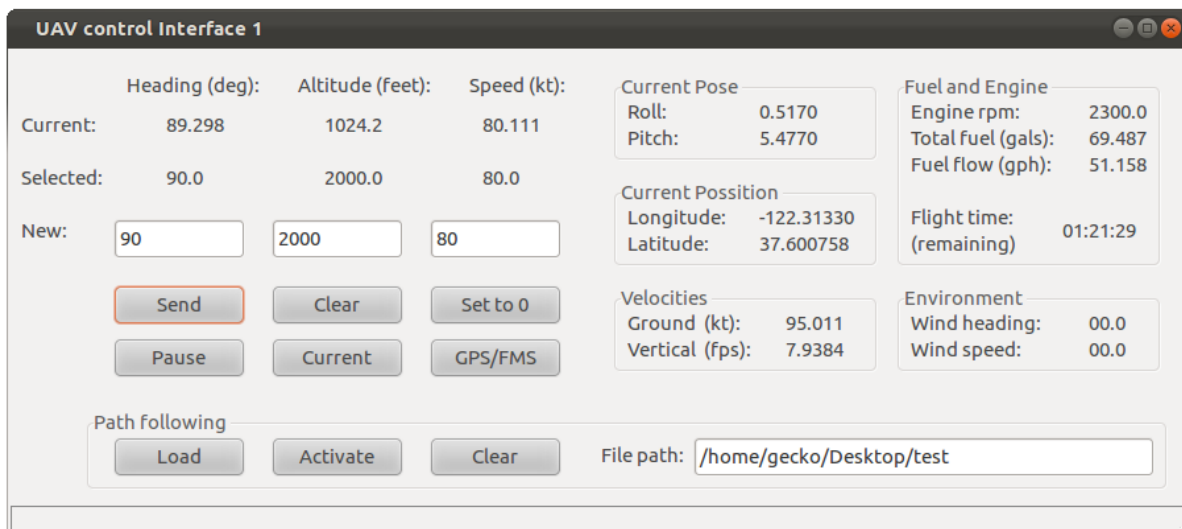 UAV control Interface 1
Heading (deg): Altitude (feet): Speed (kt):
Current: 89.298 1024.2 80.111
Selected: 90.0 2000.0 80.0
New: 90 2000 80
Send Clear Set to 0
Pause Current GPS/FMS
Current Pose
Roll: 0.5170
Pitch: 5.4770
Current Possition
Longitude: -122.31330
Latitude: 37.600758
Velocities
Ground (kt): 95.011
Vertical (fps): 7.9384
Fuel and Engine
Engine rpm: 2300.0
Total fuel (gals): 69.487
Fuel flow (gph): 51.158
Flight time:
(remaining) 01:21:29
Environment
Wind heading: 00.0
Wind speed: 00.0
Path following
Load Activate Clear File path: /home/gecko/Desktop/test